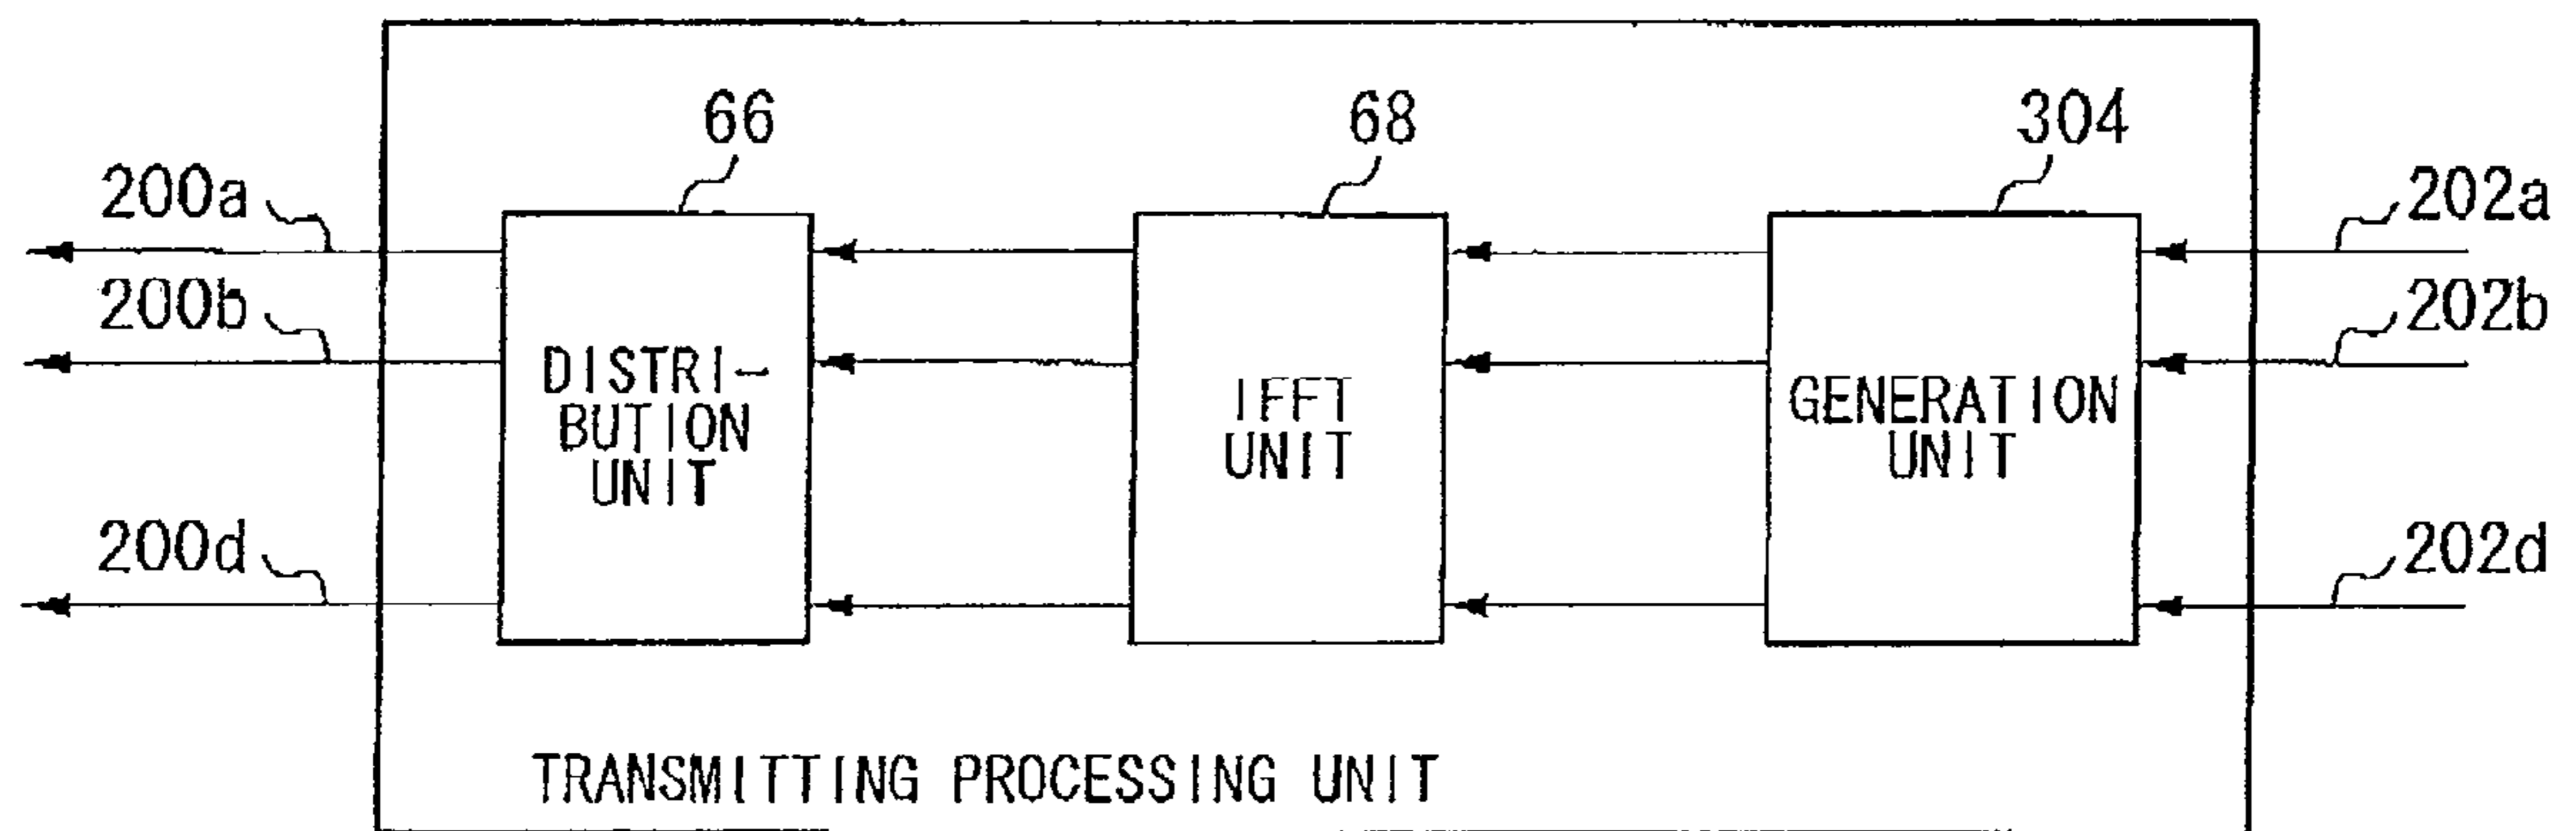 66
68
304
200a
202a
200b
202b
DISTRI-
BUTION
UNIT
IFFT
UNIT
GENERATION
UNIT
200d
202d
TRANSMITTING PROCESSING UNIT